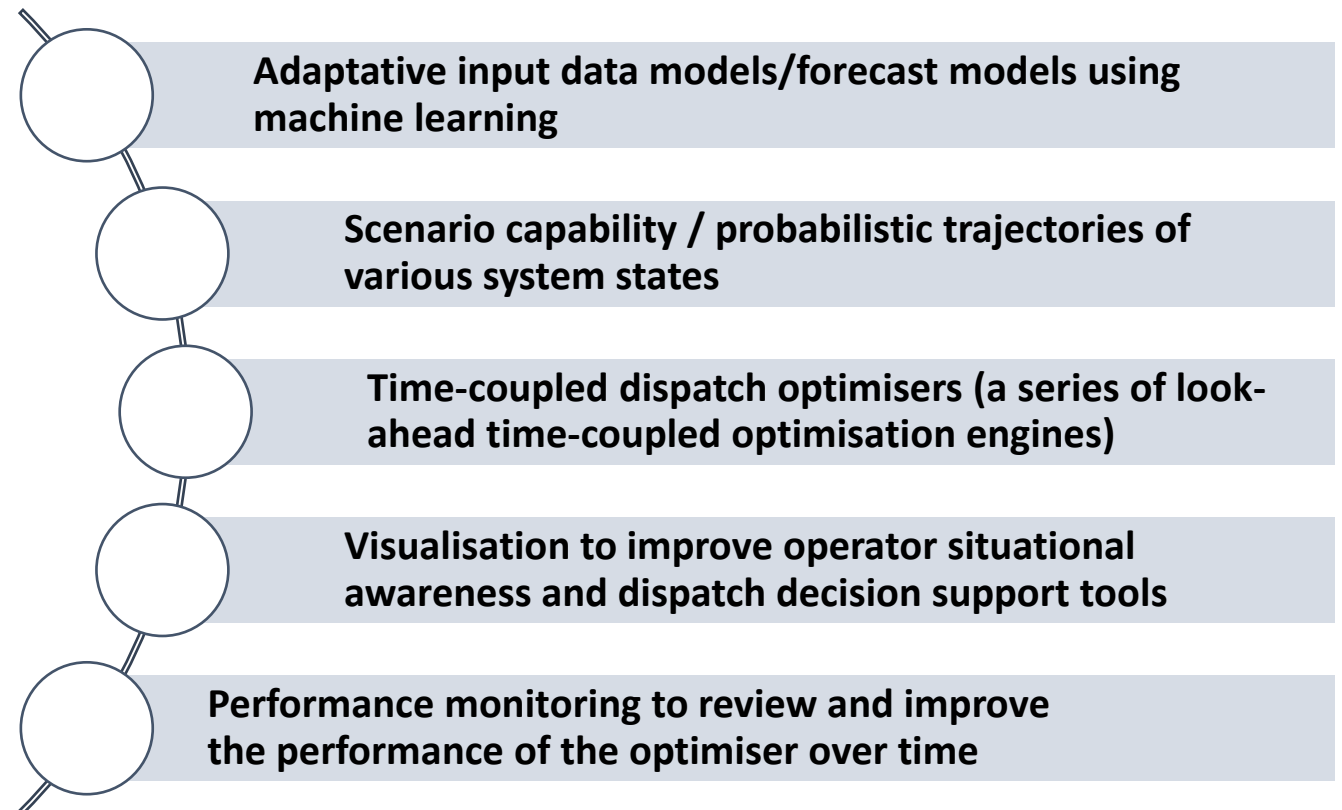 Adaptative input data models/forecast models using
machine learning
Scenario capability / probabilistic trajectories of
various system states
Time-coupled dispatch optimisers (a series of look-
ahead time-coupled optimisation engines)
Visualisation to improve operator situational
awareness and dispatch decision support tools
Performance monitoring to review and improve
the performance of the optimiser over time